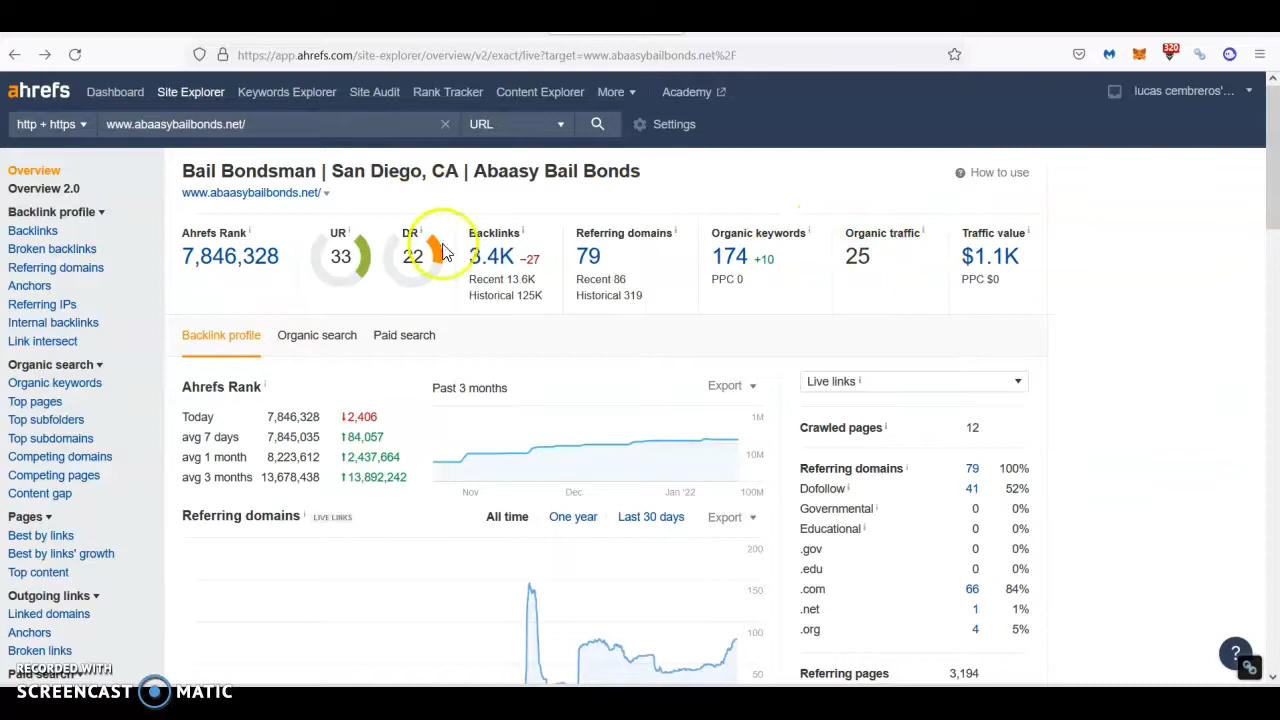 https://app.ahrefs.com/site-explorer/overview/v2/exact/live?target=www.abaasybailbonds.net%2F
320
ahrefs Dashboard Site Explorer Keywords Explorer Site Audit Rank Tracker Content Explorer More Academy lucas cembreros'...
http + https www.abaasybailbonds.net/ URL Settings
Overview
Overview 2.0
Backlink profile
Backlinks
Broken backlinks
Referring domains
Anchors
Referring IPs
Internal backlinks
Link intersect
Organic search
Organic keywords
Top pages
Top subfolders
Top subdomains
Competing domains
Competing pages
Content gap
Pages
Best by links
Best by links' growth
Top content
Outgoing links
Linked domains
Anchors
Broken links
Paid search
Bail Bondsman | San Diego, CA | Abaasy Bail Bonds
How to use
www.abaasybailbonds.net/
Ahrefs Rank
7,846,328
UR
33
DR
22
Backlinks
3.4K -27
Recent 13.6K
Historical 125K
Referring domains
79
Recent 86
Historical 319
Organic keywords
174 +10
PPC 0
Organic traffic
25
Traffic value
$1.1K
PPC $0
Backlink profile Organic search Paid search
Ahrefs Rank
Today 7,846,328 ↓2,406
avg 7 days 7,845,035 ↑84,057
avg 1 month 8,223,612 ↑2,437,664
avg 3 months 13,678,438 ↑13,892,242
Past 3 months Export
1M
10M
100M
Nov Dec Jan '22
Referring domains LIVE LINKS All time One year Last 30 days Export
200
150
100
50
Live links
Crawled pages 12
Referring domains 79 100%
Dofollow 41 52%
Governmental 0 0%
Educational 0 0%
.gov 0 0%
.edu 0 0%
.com 66 84%
.net 1 1%
.org 4 5%
Referring pages 3,194
?
RECORDED WITH
SCREENCAST MATIC